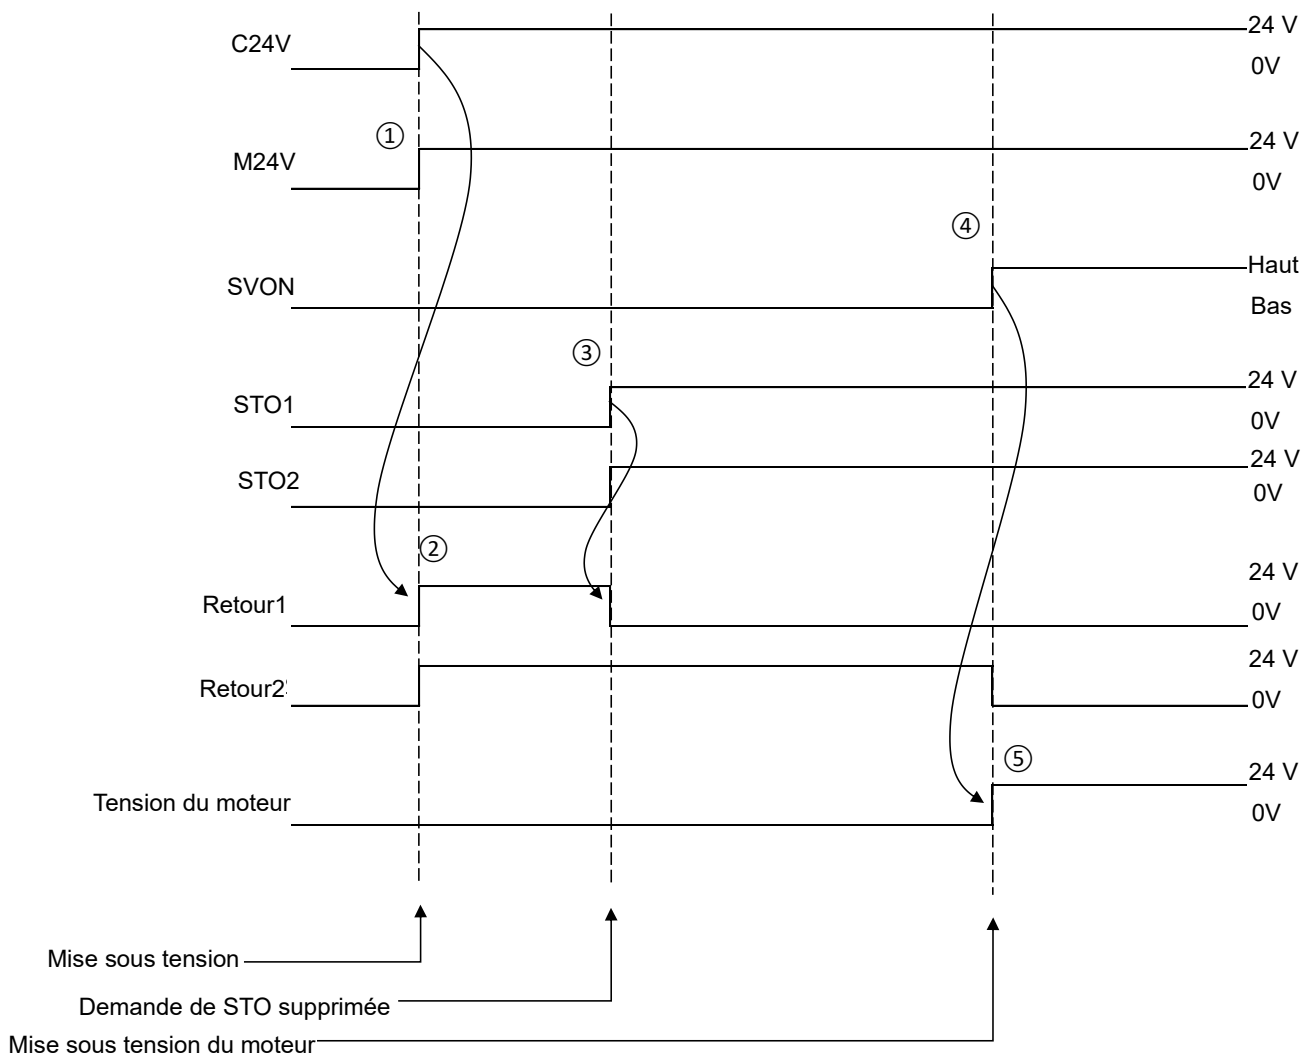 24 V
C24V
0V
①
24 V
M24V
0V
④
Haut
SVON
Bas
③
24 V
STO1
0V
24 V
STO2
0V
②
24 V
Retour1
0V
24 V
Retour2
0V
⑤
24 V
Tension du moteur
0V
Mise sous tension
Demande de STO supprimée
Mise sous tension du moteur